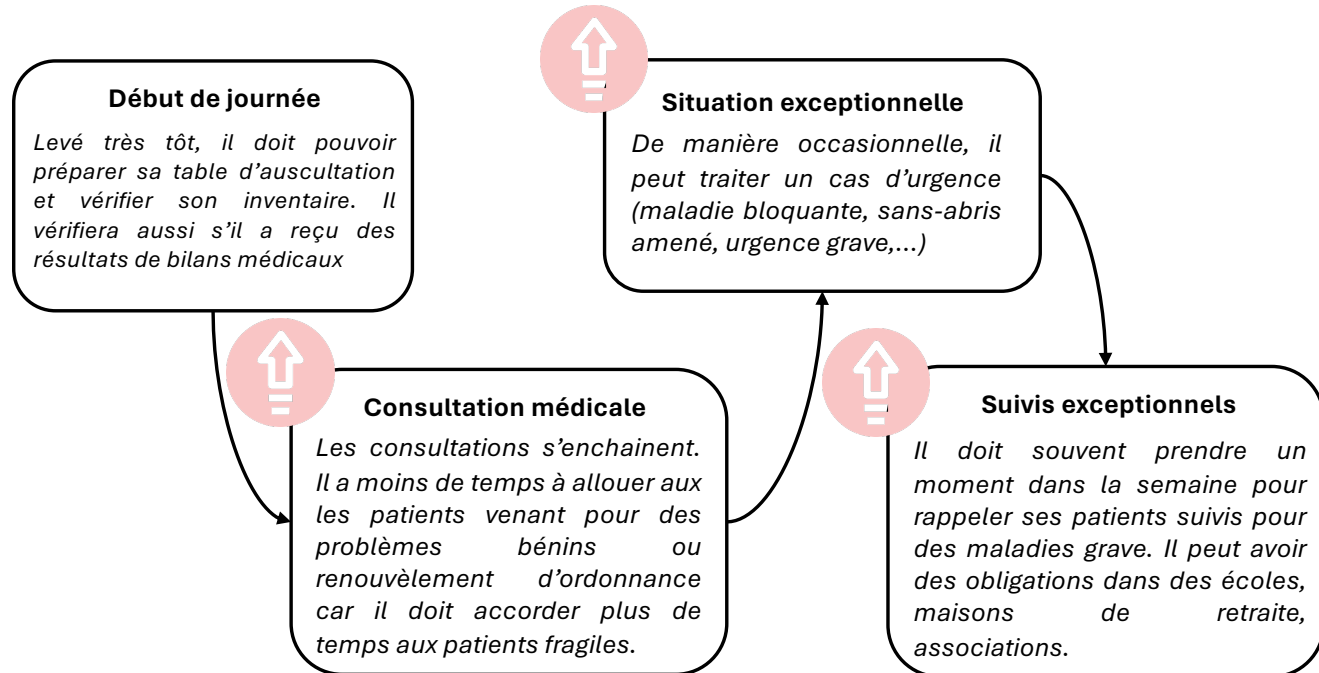 Début de journée
Levé très tôt, il doit pouvoir
préparer sa table d’auscultation
et vérifier son inventaire. Il
vérifiera aussi s’il a reçu des
résultats de bilans médicaux
Consultation médicale
Les consultations s’enchainent.
Il a moins de temps à allouer aux
les patients venant pour des
problèmes bénins ou
renouvèlement d’ordonnance
car il doit accorder plus de
temps aux patients fragiles.
Situation exceptionnelle
De manière occasionnelle, il
peut traiter un cas d’urgence
(maladie bloquante, sans-abris
amené, urgence grave,...)
Suivis exceptionnels
Il doit souvent prendre un
moment dans la semaine pour
rappeler ses patients suivis pour
des maladies grave. Il peut avoir
des obligations dans des écoles,
maisons de retraite,
associations.